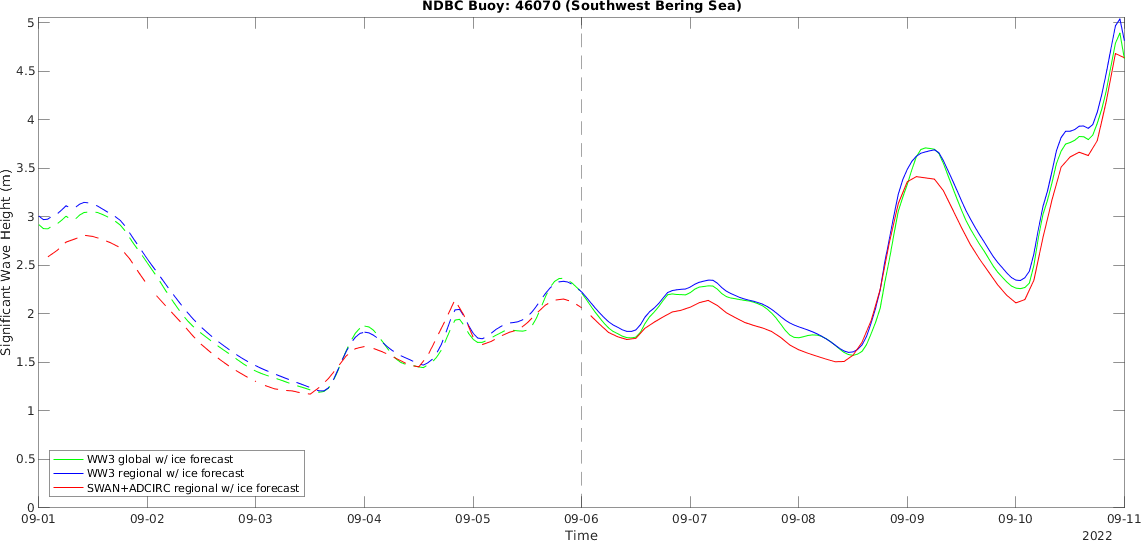 NDBC Buoy: 46070 (Southwest Bering Sea)
5
4.5
4
3.5
3
2.5
2
1.5
1
0.5
0
Significant Wave Height (m)
WW3 global w/ ice forecast
WW3 regional w/ ice forecast
SWAN+ADCIRC regional w/ ice forecast
09-01 09-02 09-03 09-04 09-05 09-06 09-07 09-08 09-09 09-10 09-11
Time
2022